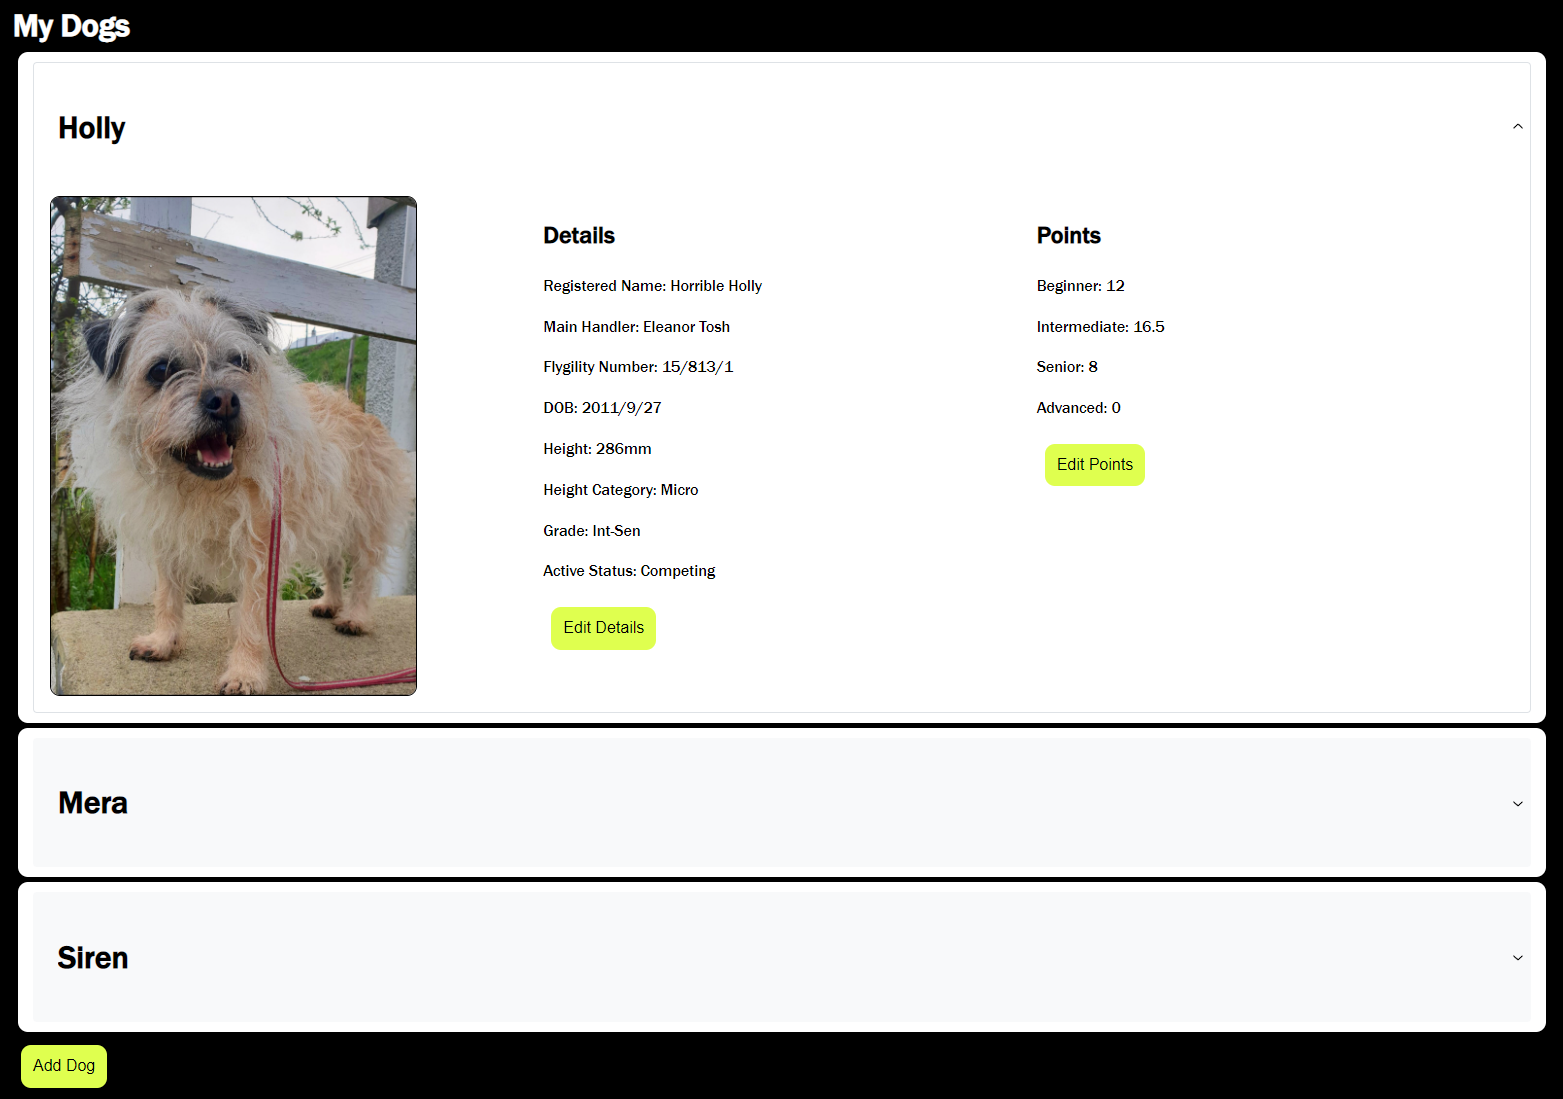 My Dogs
Holly
Details
Registered Name: Horrible Holly
Main Handler: Eleanor Tosh
Flygility Number: 15/813/1
DOB: 2011/9/27
Height: 286mm
Height Category: Micro
Grade: Int-Sen
Active Status: Competing
Edit Details
Points
Beginner: 12
Intermediate: 16.5
Senior: 8
Advanced: 0
Edit Points
Mera
Siren
Add Dog